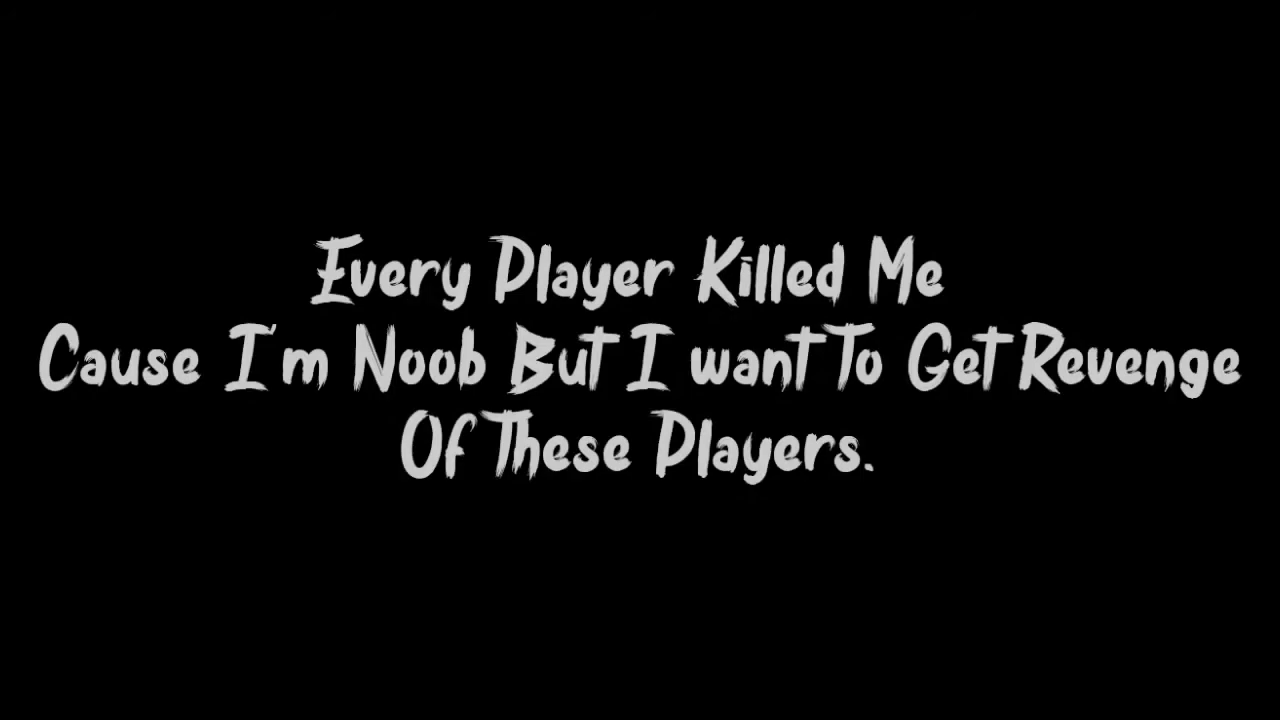 Every Player Killed Me
Cause I'm Noob But I want To Get Revenge
Of These Players.